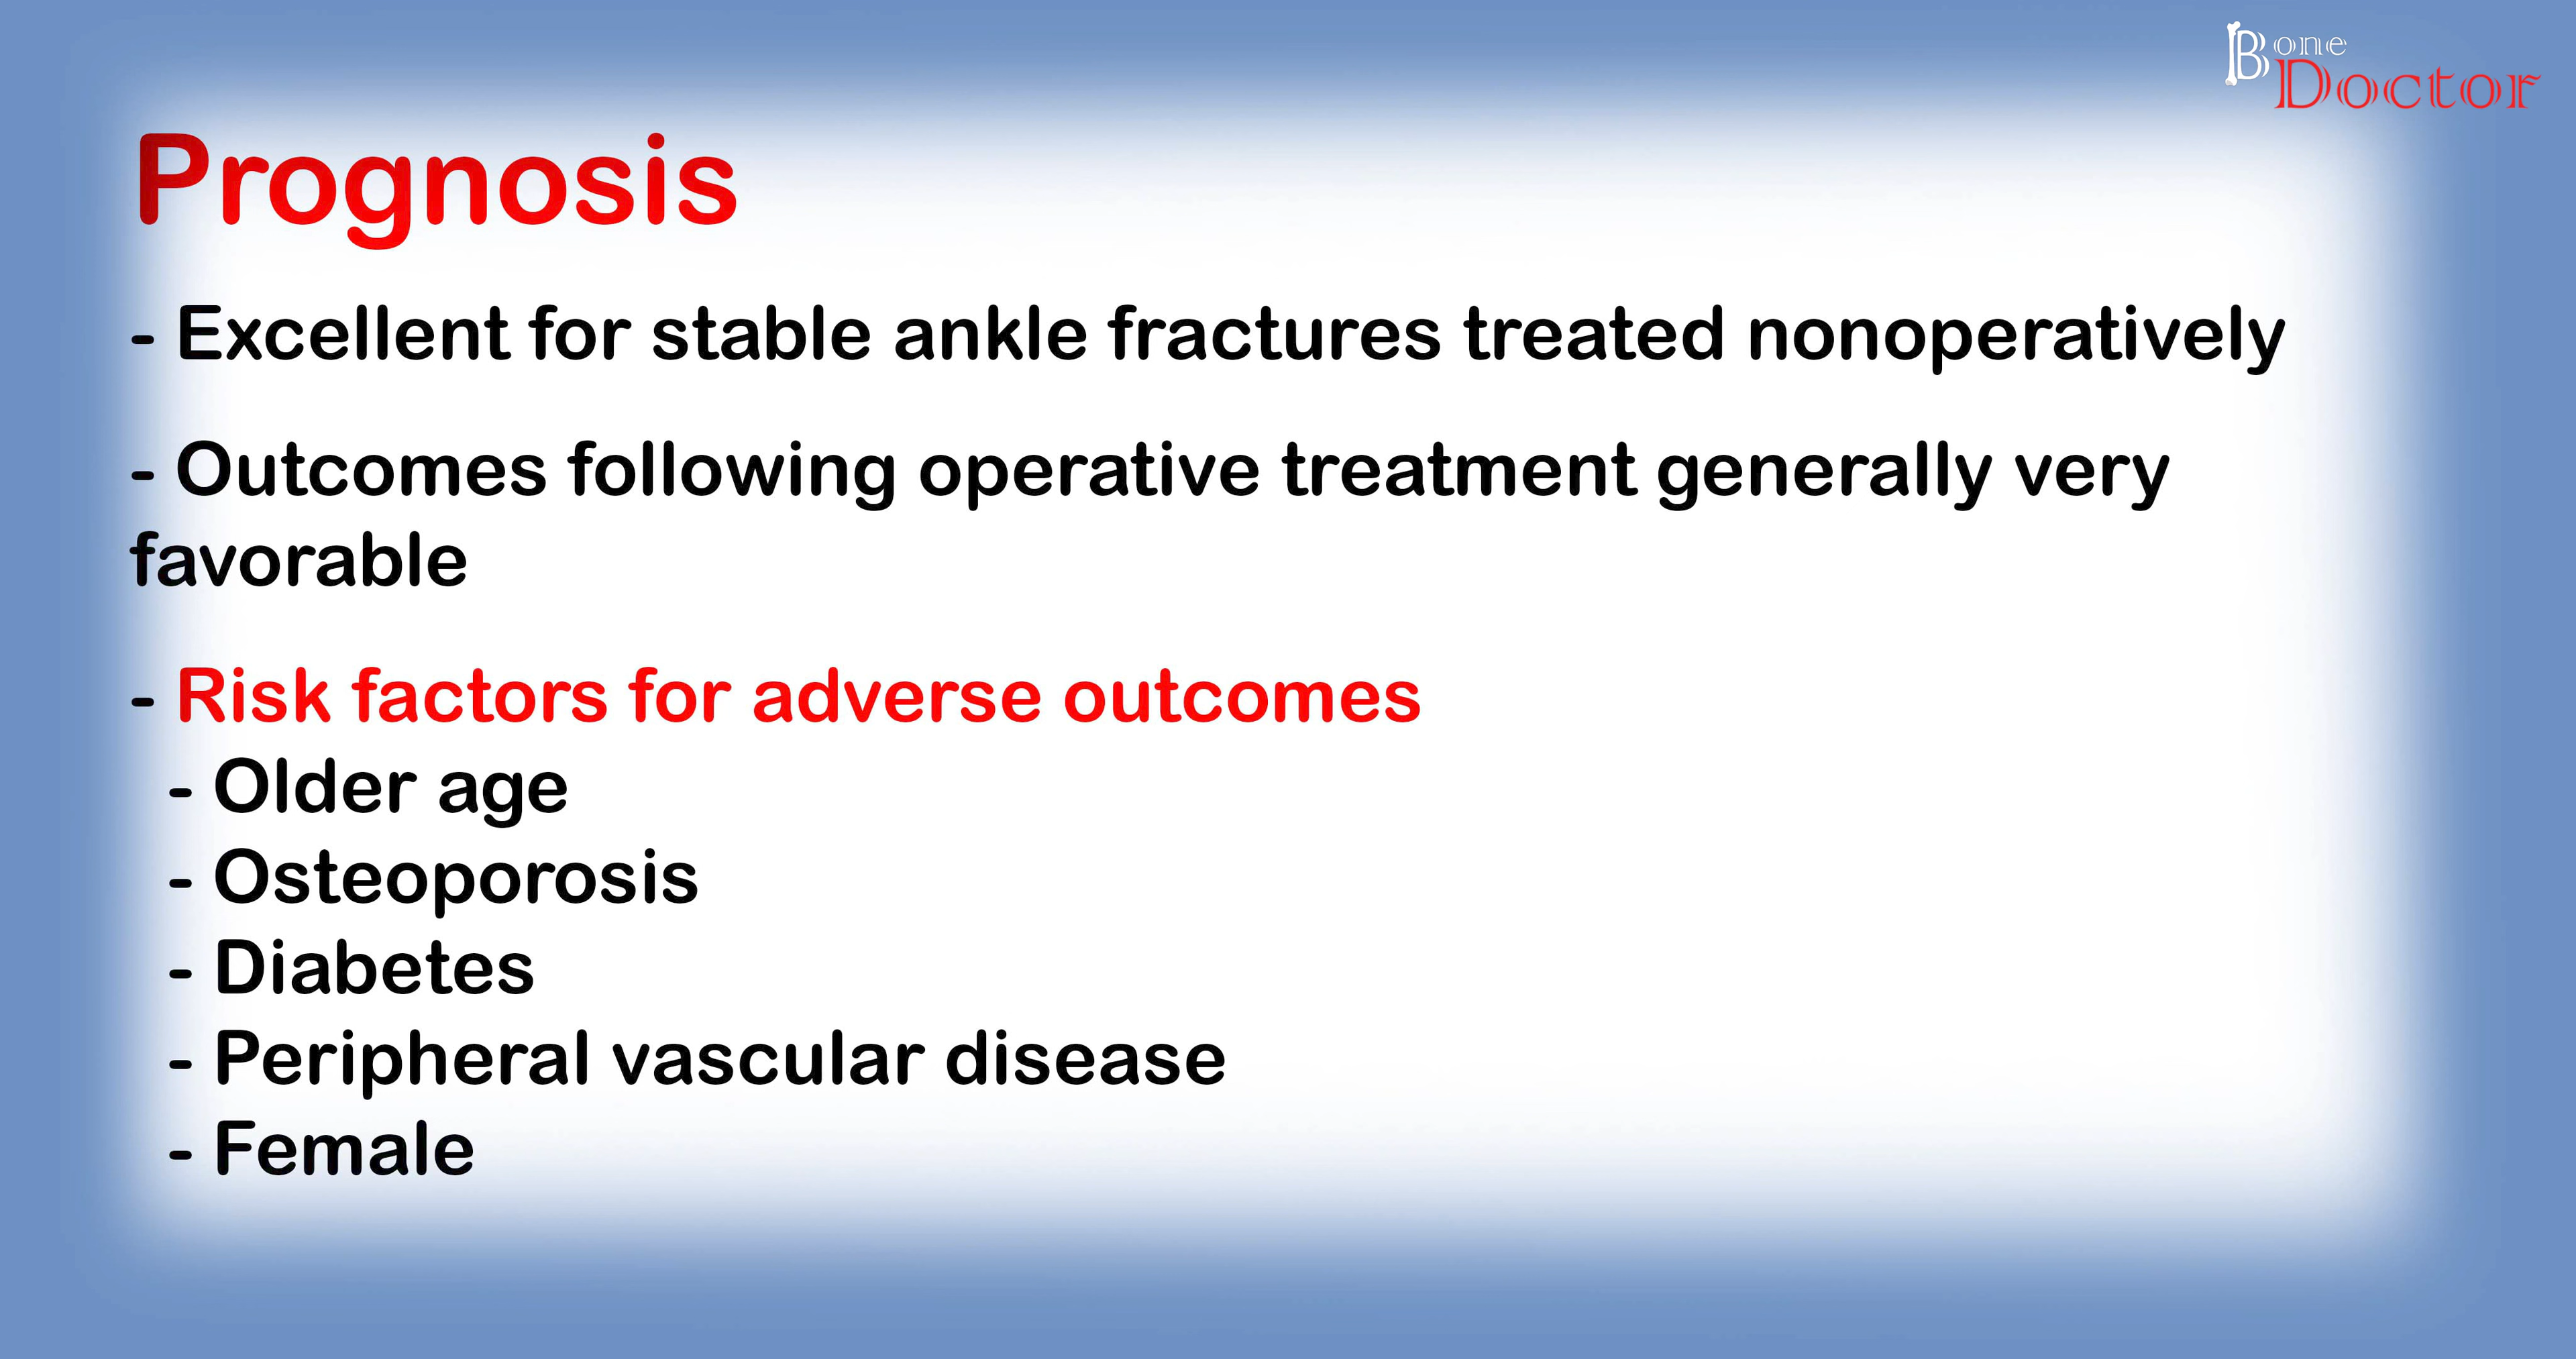 Bone
Doctor
Prognosis
- Excellent for stable ankle fractures treated nonoperatively
- Outcomes following operative treatment generally very
favorable
- Risk factors for adverse outcomes
- Older age
- Osteoporosis
- Diabetes
- Peripheral vascular disease
- Female